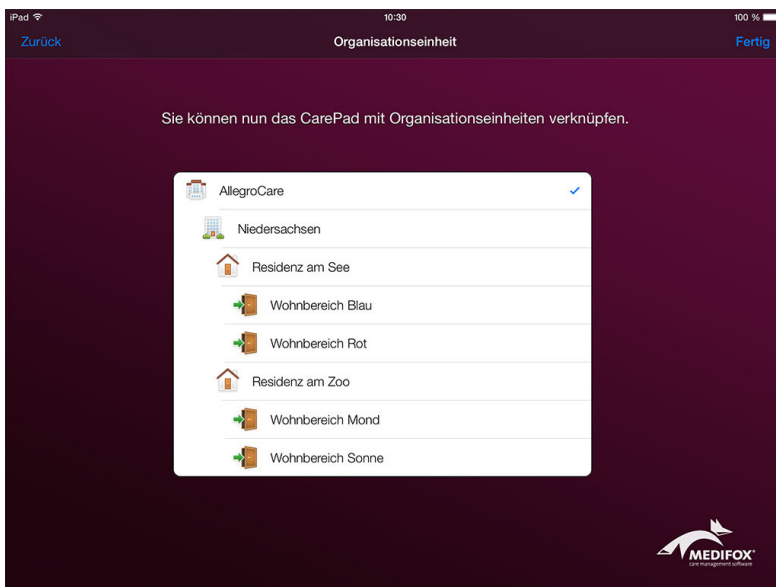 iPad 10:30 100 %
Zurück Organisationseinheit Fertig
Sie können nun das CarePad mit Organisationseinheiten verknüpfen.
AllegroCare
Niedersachsen
Residenz am See
Wohnbereich Blau
Wohnbereich Rot
Residenz am Zoo
Wohnbereich Mond
Wohnbereich Sonne
MEDIFOX®
care management software